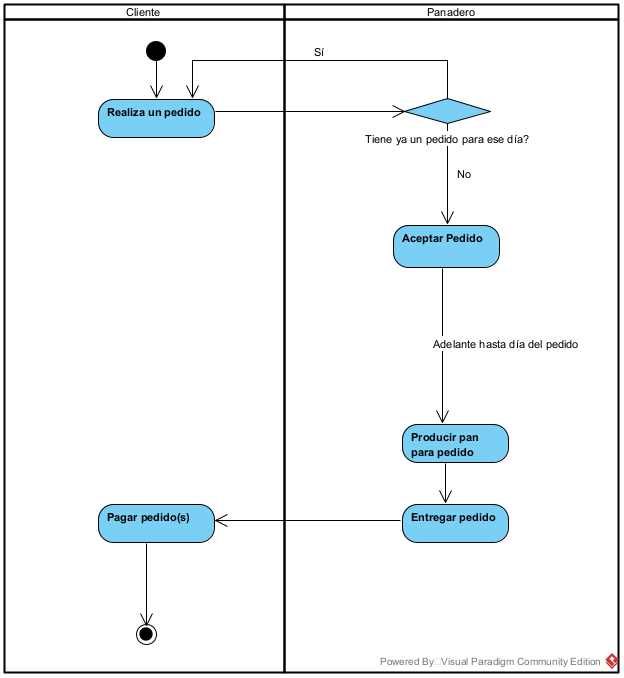 Cliente
Panadero
Sí
Realiza un pedido
Tiene ya un pedido para ese día?
No
Aceptar Pedido
Adelante hasta día del pedido
Producir pan
para pedido
Pagar pedido(s)
Entregar pedido
Powered By Visual Paradigm Community Edition